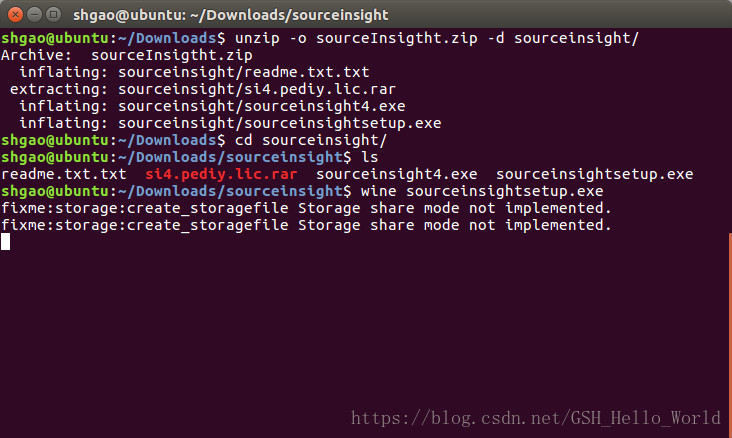 shgao@ubuntu: ~/Downloads/sourceinsight
shgao@ubuntu:~/Downloads$ unzip -o sourceInsigtht.zip -d sourceinsight/
Archive:  sourceInsigtht.zip
  inflating: sourceinsight/readme.txt.txt
 extracting: sourceinsight/si4.pediy.lic.rar
  inflating: sourceinsight/sourceinsight4.exe
  inflating: sourceinsight/sourceinsightsetup.exe
shgao@ubuntu:~/Downloads$ cd sourceinsight/
shgao@ubuntu:~/Downloads/sourceinsight$ ls
readme.txt.txt  si4.pediy.lic.rar  sourceinsight4.exe  sourceinsightsetup.exe
shgao@ubuntu:~/Downloads/sourceinsight$ wine sourceinsightsetup.exe
fixme:storage:create_storagefile Storage share mode not implemented.
fixme:storage:create_storagefile Storage share mode not implemented.
https://blog.csdn.net/GSH_Hello_World